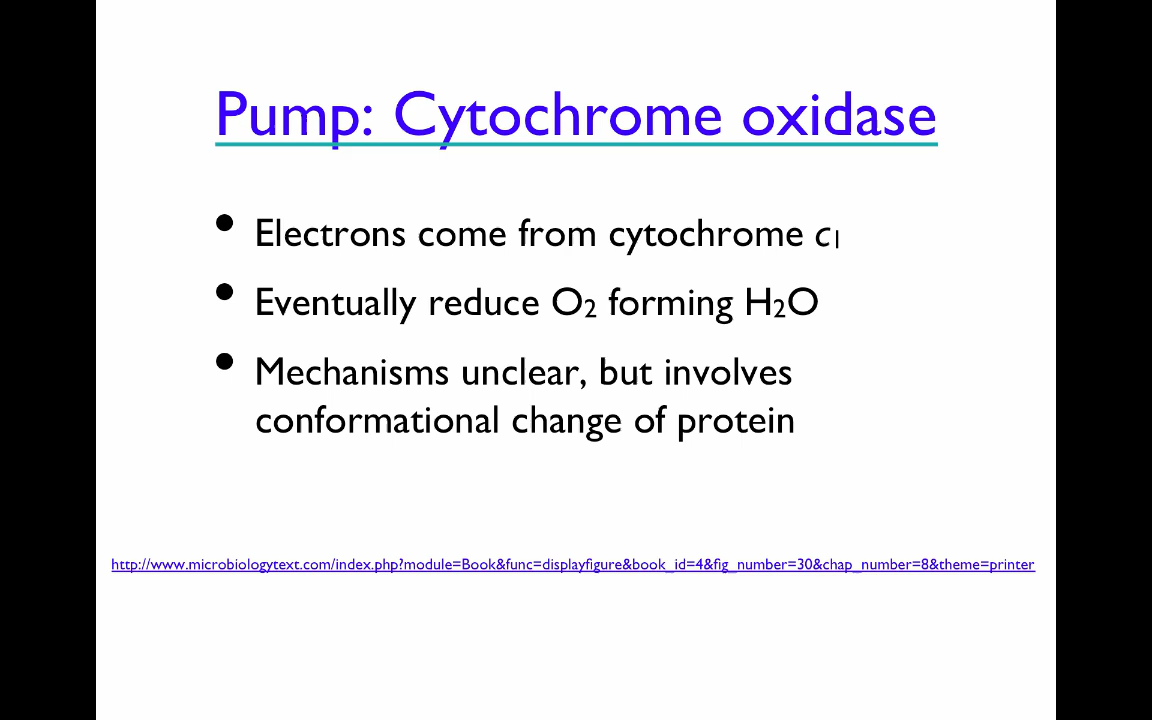 Pump: Cytochrome oxidase
• Electrons come from cytochrome c₁
• Eventually reduce O₂ forming H₂O
• Mechanisms unclear, but involves
conformational change of protein
http://www.microbiologytext.com/index.php?module=Book&func=displayfigure&book_id=4&fig_number=30&chap_number=8&theme=printer